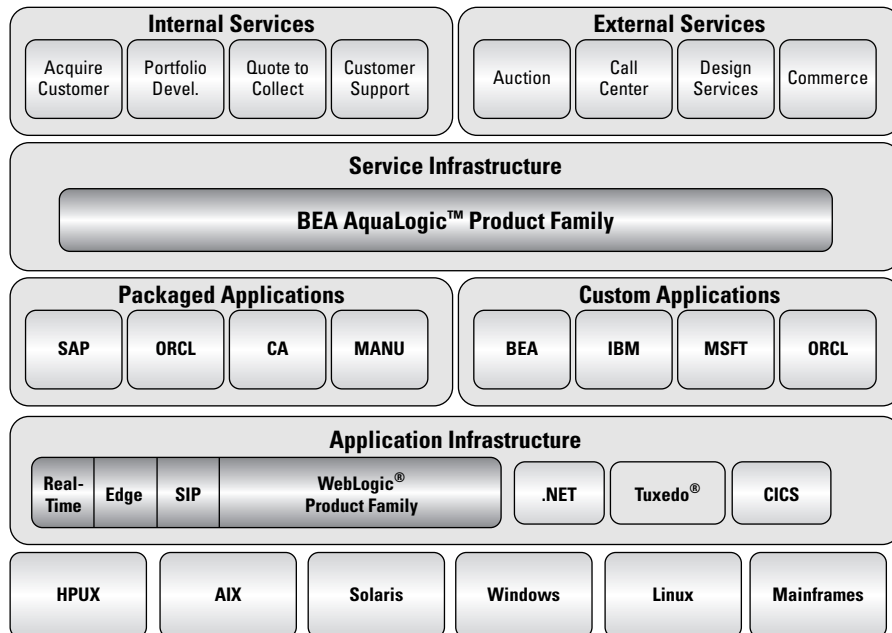 Internal Services
Acquire
Customer
Portfolio
Devel.
Quote to
Collect
Customer
Support
External Services
Auction
Call
Center
Design
Services
Commerce
Service Infrastructure
BEA AquaLogic™ Product Family
Packaged Applications
SAP
ORCL
CA
MANU
Custom Applications
BEA
IBM
MSFT
ORCL
Application Infrastructure
Real-
Time
Edge
SIP
WebLogic®
Product Family
.NET
Tuxedo®
CICS
HPUX
AIX
Solaris
Windows
Linux
Mainframes